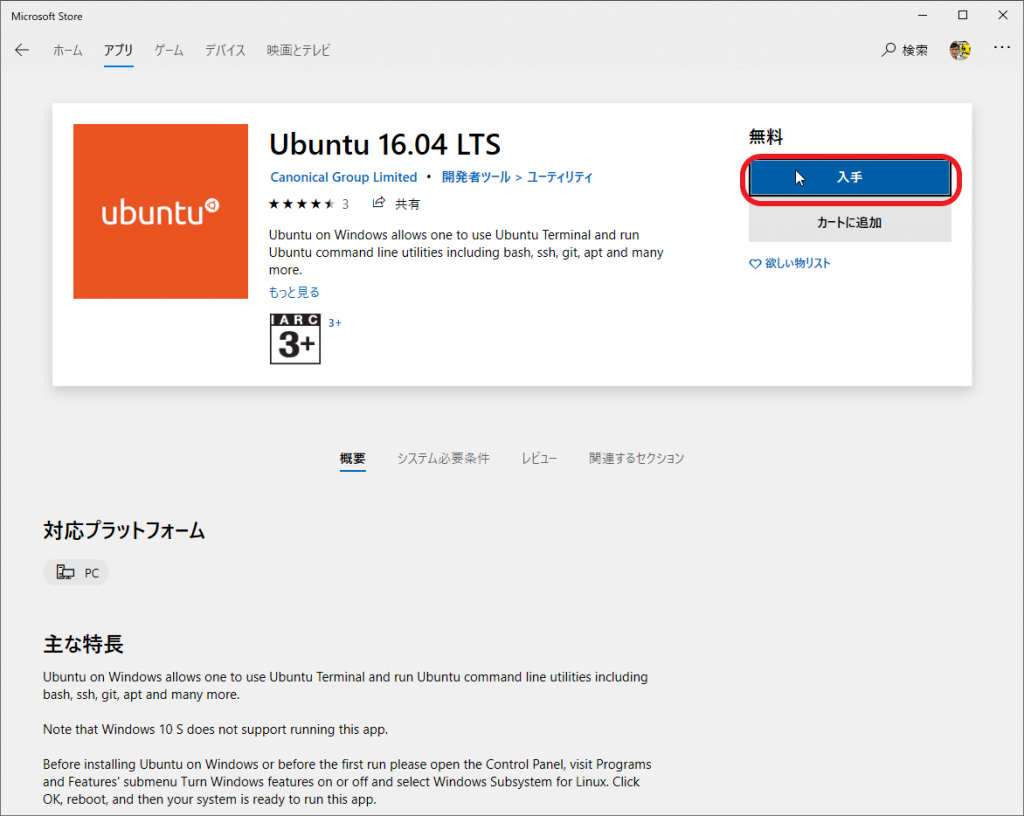 Microsoft Store
ホーム アプリ ゲーム デバイス 映画とテレビ 検索
ubuntu
Ubuntu 16.04 LTS
Canonical Group Limited • 開発者ツール > ユーティリティ
3 共有
Ubuntu on Windows allows one to use Ubuntu Terminal and run
Ubuntu command line utilities including bash, ssh, git, apt and many
more.
もっと見る
IARC
3+
3+
無料
入手
カートに追加
欲しい物リスト
概要 システム必要条件 レビュー 関連するセクション
対応プラットフォーム
PC
主な特長
Ubuntu on Windows allows one to use Ubuntu Terminal and run Ubuntu command line utilities including
bash, ssh, git, apt and many more.
Note that Windows 10 S does not support running this app.
Before installing Ubuntu on Windows or before the first run please open the Control Panel, visit Programs
and Features' submenu Turn Windows features on or off and select Windows Subsystem for Linux. Click
OK, reboot, and then your system is ready to run this app.